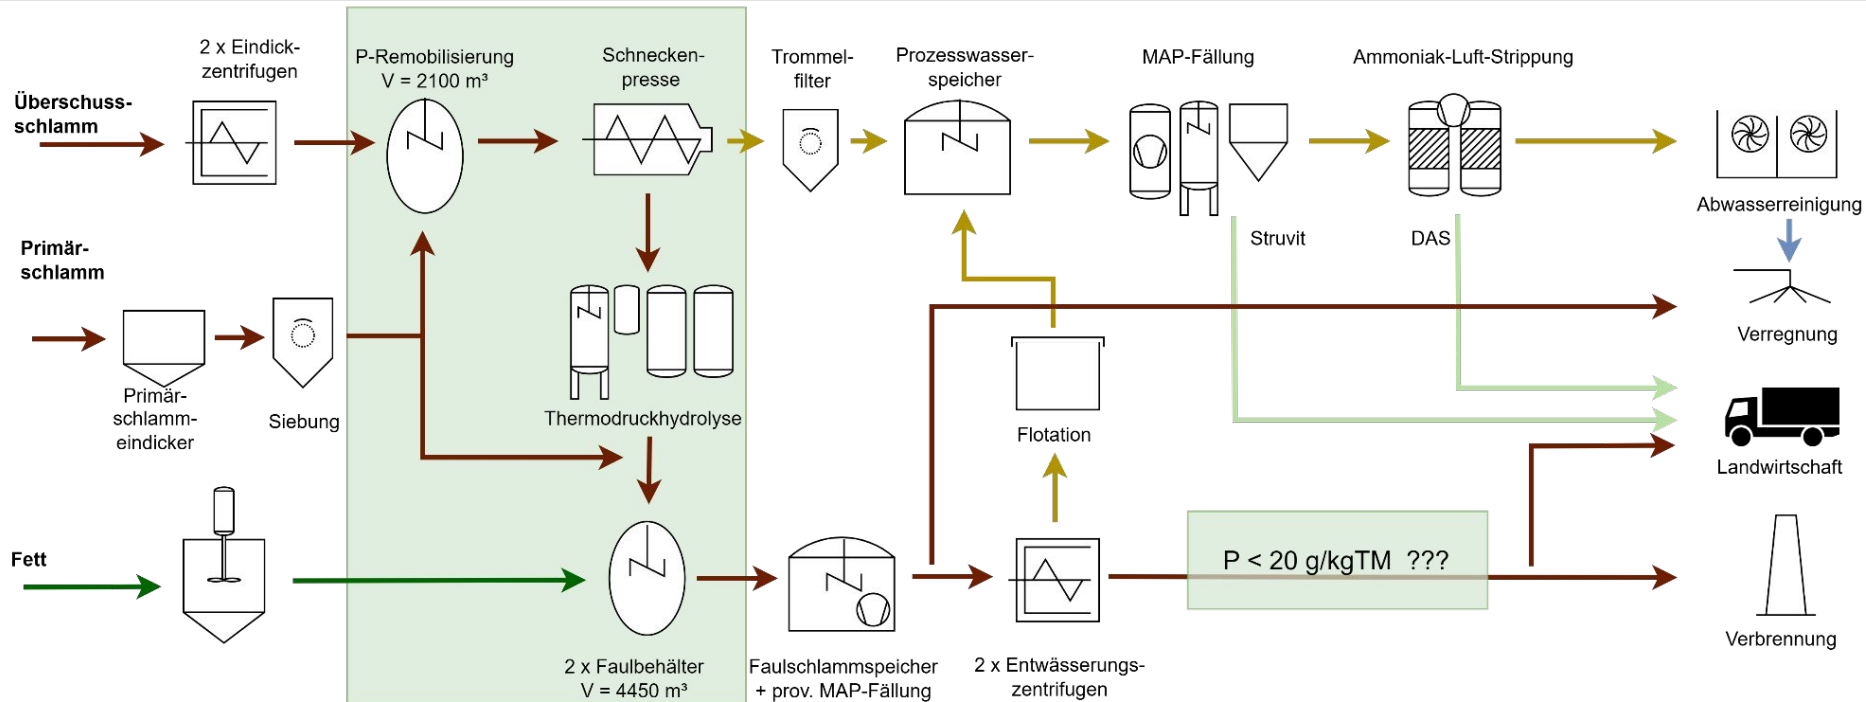 2 x Eindick-
zentrifugen
P-Remobilisierung
V = 2100 m³
Schnecken-
presse
Trommel-
filter
Prozesswasser-
speicher
MAP-Fällung
Ammoniak-Luft-Strippung
Überschuss-
schlamm
Abwasserreinigung
Struvit
DAS
Primär-
schlamm
Verregnung
Primär-
schlamm-
eindicker
Siebung
Thermodruckhydrolyse
Flotation
Landwirtschaft
Fett
P < 20 g/kgTM ???
Verbrennung
2 x Faulbehälter
V = 4450 m³
Faulschlammspeicher
+ prov. MAP-Fällung
2 x Entwässerungs-
zentrifugen